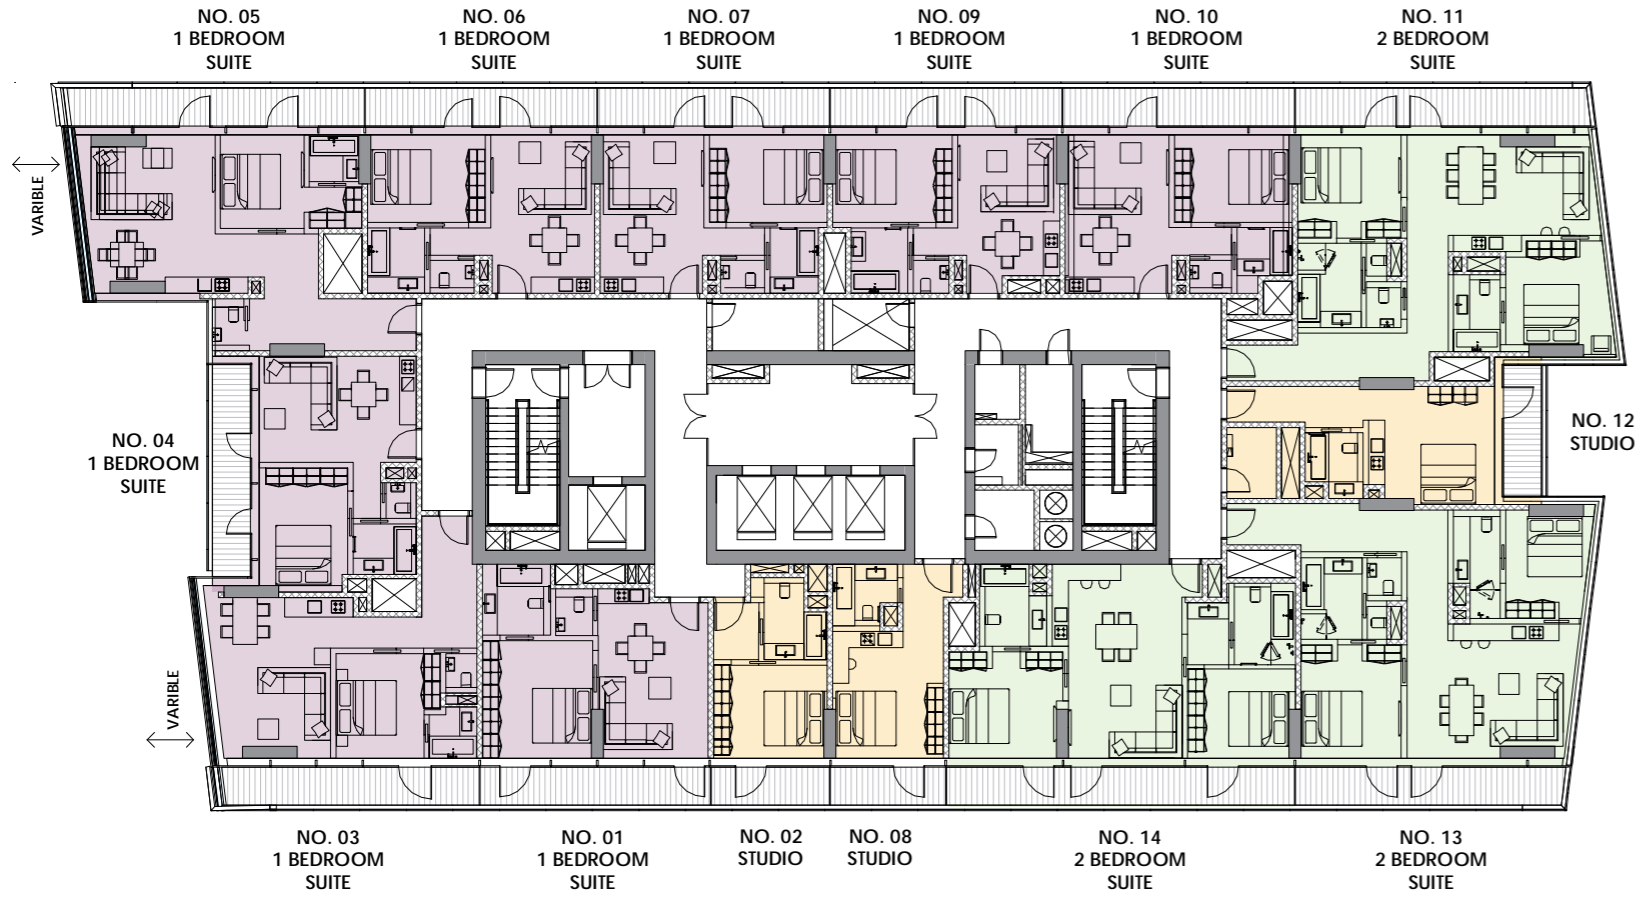 NO. 05
1 BEDROOM
SUITE
NO. 06
1 BEDROOM
SUITE
NO. 07
1 BEDROOM
SUITE
NO. 09
1 BEDROOM
SUITE
NO. 10
1 BEDROOM
SUITE
NO. 11
2 BEDROOM
SUITE
VARIBLE
NO. 04
1 BEDROOM
SUITE
NO. 12
STUDIO
VARIBLE
NO. 03
1 BEDROOM
SUITE
NO. 01
1 BEDROOM
SUITE
NO. 02
STUDIO
NO. 08
STUDIO
NO. 14
2 BEDROOM
SUITE
NO. 13
2 BEDROOM
SUITE